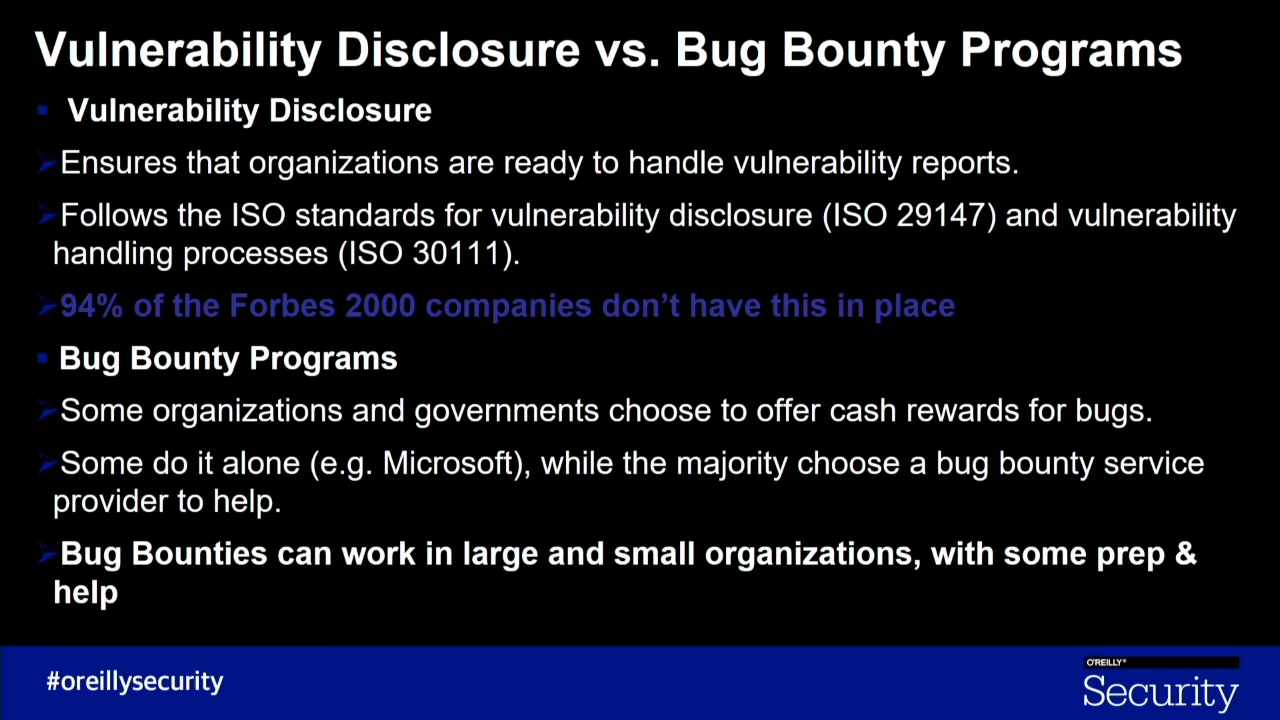 Vulnerability Disclosure vs. Bug Bounty Programs
Vulnerability Disclosure
Ensures that organizations are ready to handle vulnerability reports.
Follows the ISO standards for vulnerability disclosure (ISO 29147) and vulnerability
handling processes (ISO 30111).
94% of the Forbes 2000 companies don’t have this in place
Bug Bounty Programs
Some organizations and governments choose to offer cash rewards for bugs.
Some do it alone (e.g. Microsoft), while the majority choose a bug bounty service
provider to help.
Bug Bounties can work in large and small organizations, with some prep &
help
#oreillysecurity
O'REILLY®
Security